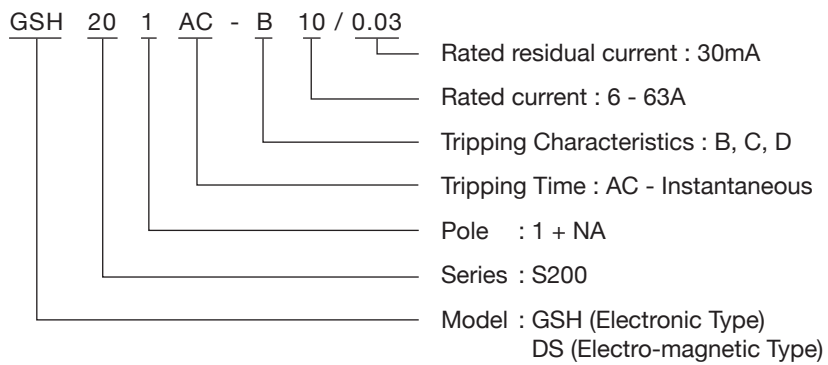 GSH 20 1 AC - B 10 / 0.03
Rated residual current : 30mA
Rated current : 6 - 63A
Tripping Characteristics : B, C, D
Tripping Time : AC - Instantaneous
Pole : 1 + NA
Series : S200
Model : GSH (Electronic Type)
DS (Electro-magnetic Type)